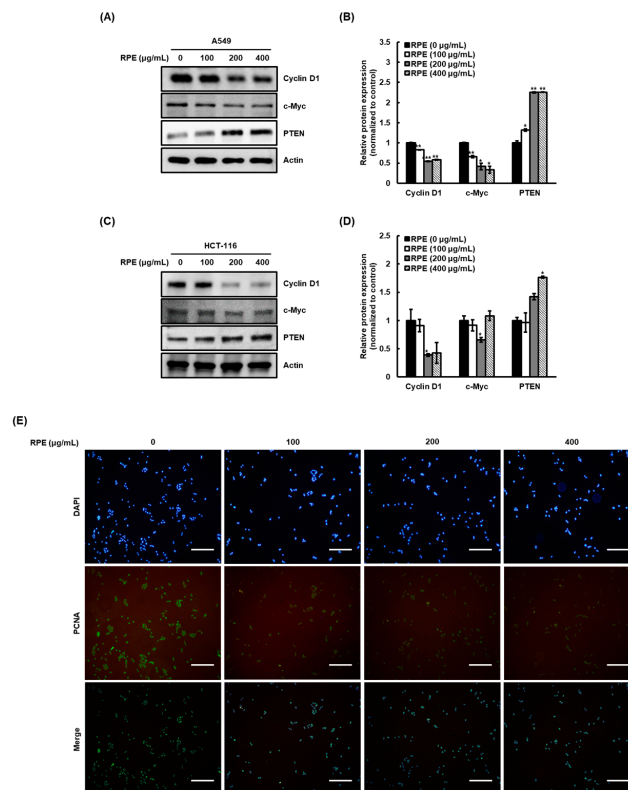 (A)
A549
RPE (μg/mL) 0 100 200 400
Cyclin D1
c-Myc
PTEN
Actin
(B)
Relative protein expression
(normalized to control)
3.5
3
2.5
2
1.5
1
0.5
0
RPE (0 μg/mL)
RPE (100 μg/mL)
RPE (200 μg/mL)
RPE (400 μg/mL)
** *** ** ** * * * ** **
Cyclin D1 c-Myc PTEN
(C)
HCT-116
RPE (μg/mL) 0 100 200 400
Cyclin D1
c-Myc
PTEN
Actin
(D)
Relative protein expression
(normalized to control)
2.5
2
1.5
1
0.5
0
RPE (0 μg/mL)
RPE (100 μg/mL)
RPE (200 μg/mL)
RPE (400 μg/mL)
* * *
Cyclin D1 c-Myc PTEN
(E)
RPE (μg/mL) 0 100 200 400
DAPI
PCNA
Merge